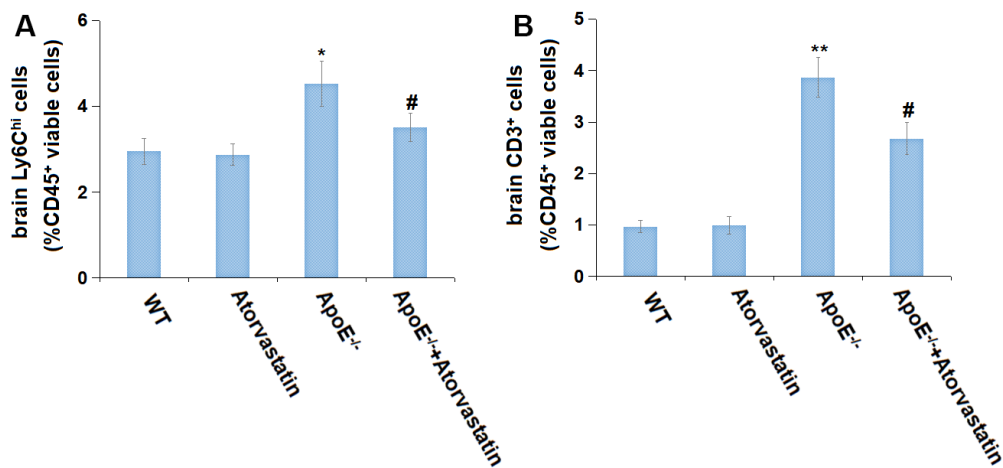 A
brain Ly6Cʰⁱ cells
(%CD45⁺ viable cells)
6
4
2
0
*
#
WT
Atorvastatin
ApoE⁻/⁻
ApoE⁻/⁻+Atorvastatin
B
brain CD3⁺ cells
(%CD45⁺ viable cells)
5
4
3
2
1
0
**
#
WT
Atorvastatin
ApoE⁻/⁻
ApoE⁻/⁻+Atorvastatin